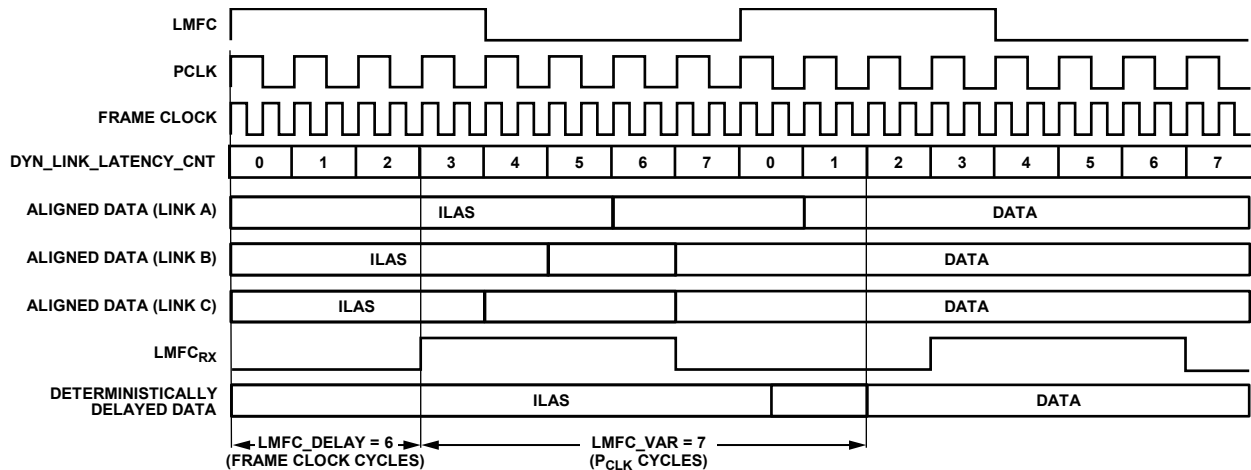 LMFC
PCLK
FRAME CLOCK
DYN_LINK_LATENCY_CNT 0 1 2 3 4 5 6 7 0 1 2 3 4 5 6 7
ALIGNED DATA (LINK A) ILAS DATA
ALIGNED DATA (LINK B) ILAS DATA
ALIGNED DATA (LINK C) ILAS DATA
LMFCRX
DETERMINISTICALLY
DELAYED DATA ILAS DATA
LMFC_DELAY = 6 LMFC_VAR = 7
(FRAME CLOCK CYCLES) (PCLK CYCLES)